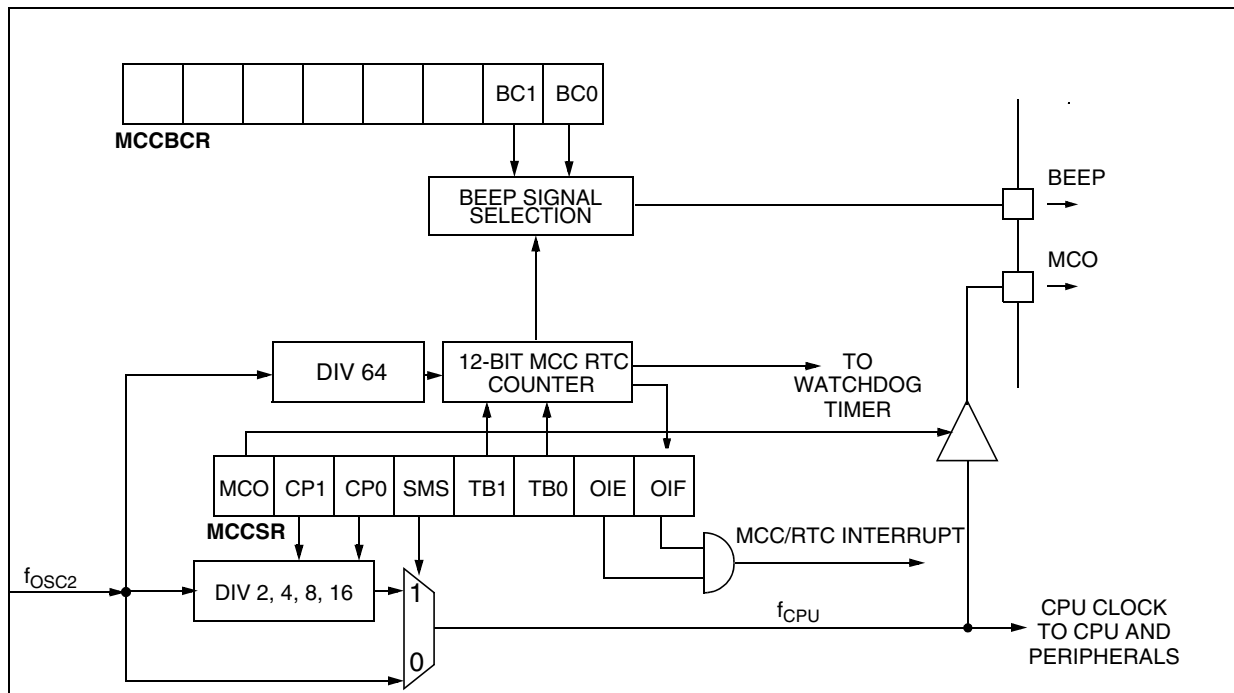 BC1 BC0
MCCBCR
BEEP SIGNAL
SELECTION
BEEP
MCO
DIV 64
12-BIT MCC RTC
COUNTER
TO
WATCHDOG
TIMER
MCO CP1 CP0 SMS TB1 TB0 OIE OIF
MCCSR
MCC/RTC INTERRUPT
fOSC2
DIV 2, 4, 8, 16
1
0
fCPU
CPU CLOCK
TO CPU AND
PERIPHERALS